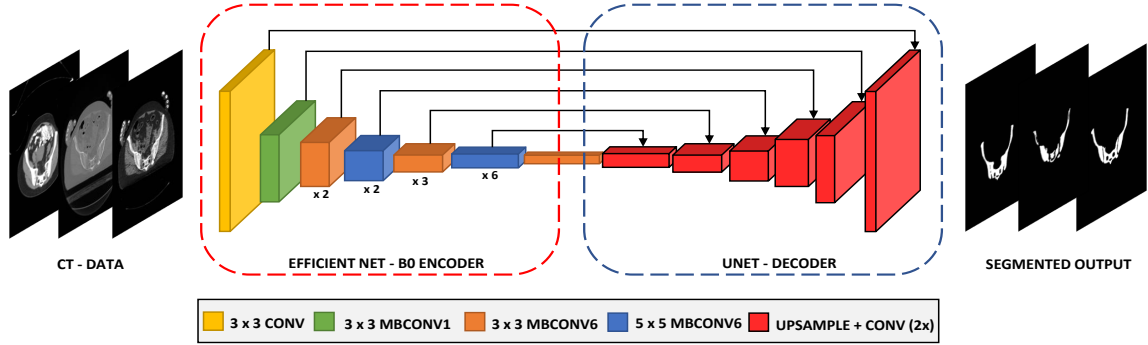 x 2
x 2
x 3
x 6
CT - DATA
EFFICIENT NET - B0 ENCODER
UNET - DECODER
SEGMENTED OUTPUT
3 x 3 CONV
3 x 3 MBCONV1
3 x 3 MBCONV6
5 x 5 MBCONV6
UPSAMPLE + CONV (2x)